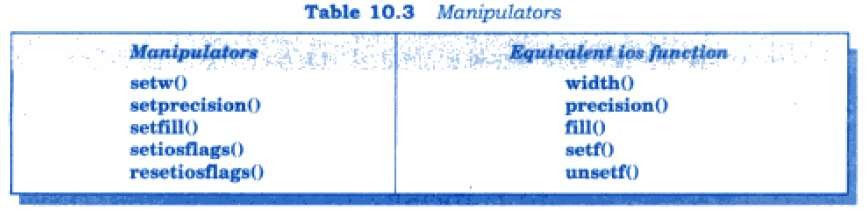 Table 10.3 Manipulators
Manipulators Equivalent ios function
setw() width()
setprecision() precision()
setfill() fill()
setiosflags() setf()
resetiosflags() unsetf()